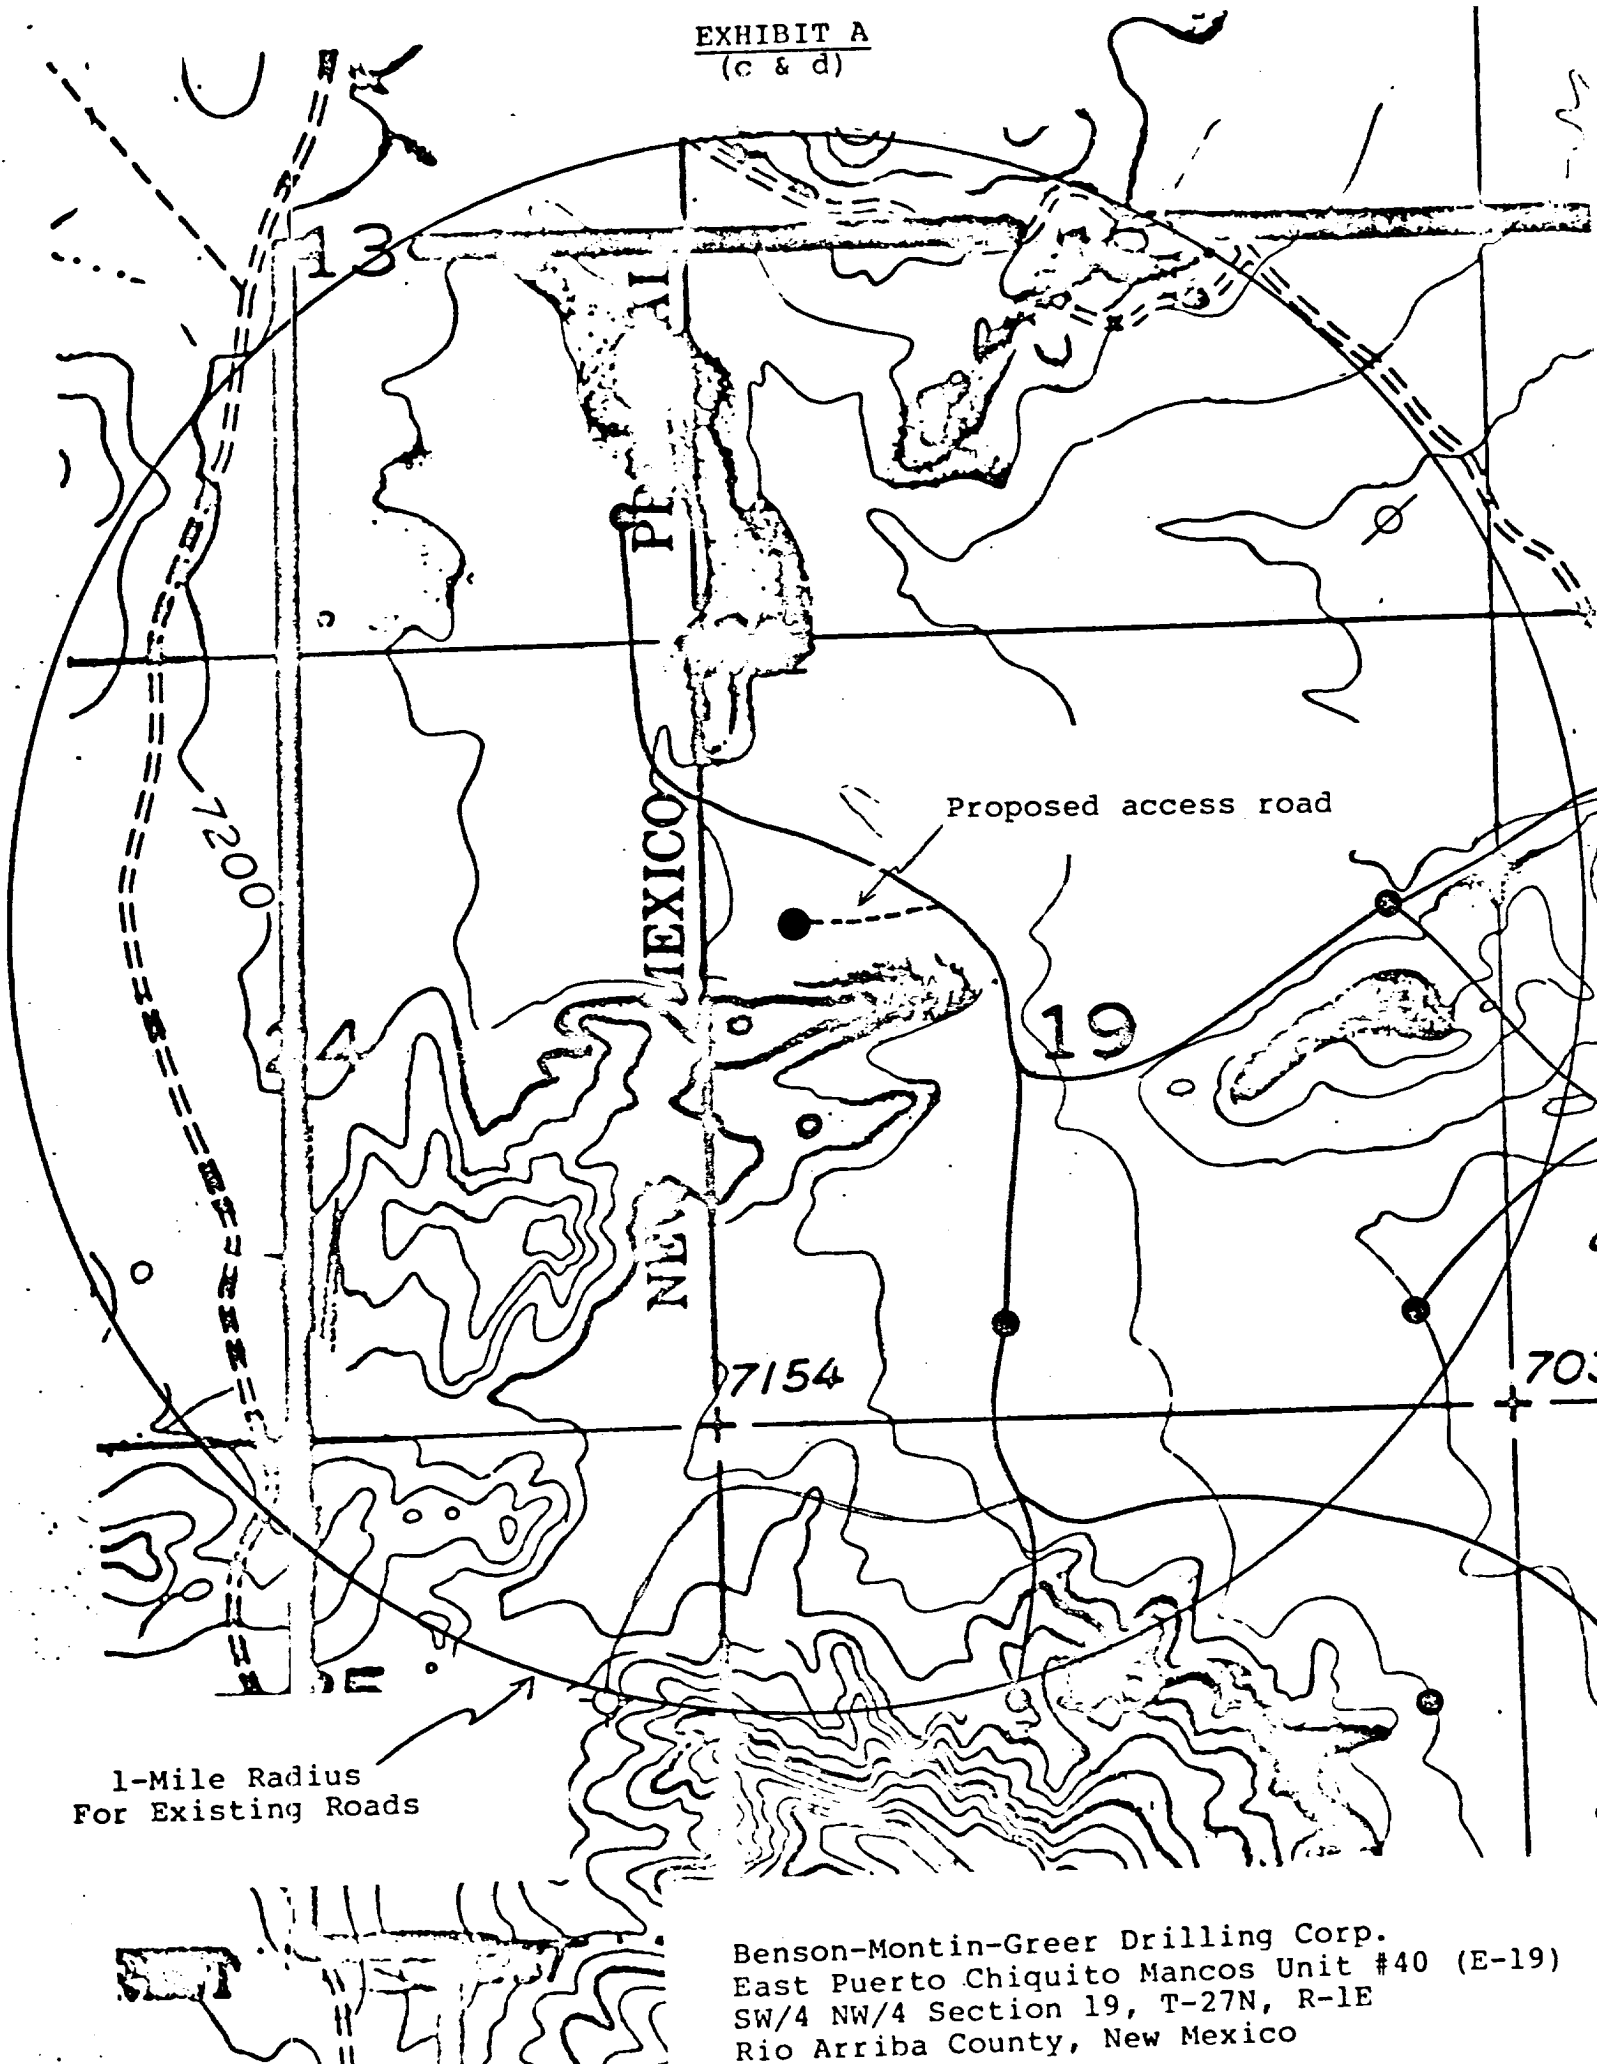 EXHIBIT A
(c & d)
13
Proposed access road
7200
MEXICO
19
24
7154
1-Mile Radius
For Existing Roads
Benson-Montin-Greer Drilling Corp.
East Puerto Chiquito Mancos Unit #40 (E-19)
SW/4 NW/4 Section 19, T-27N, R-1E
Rio Arriba County, New Mexico